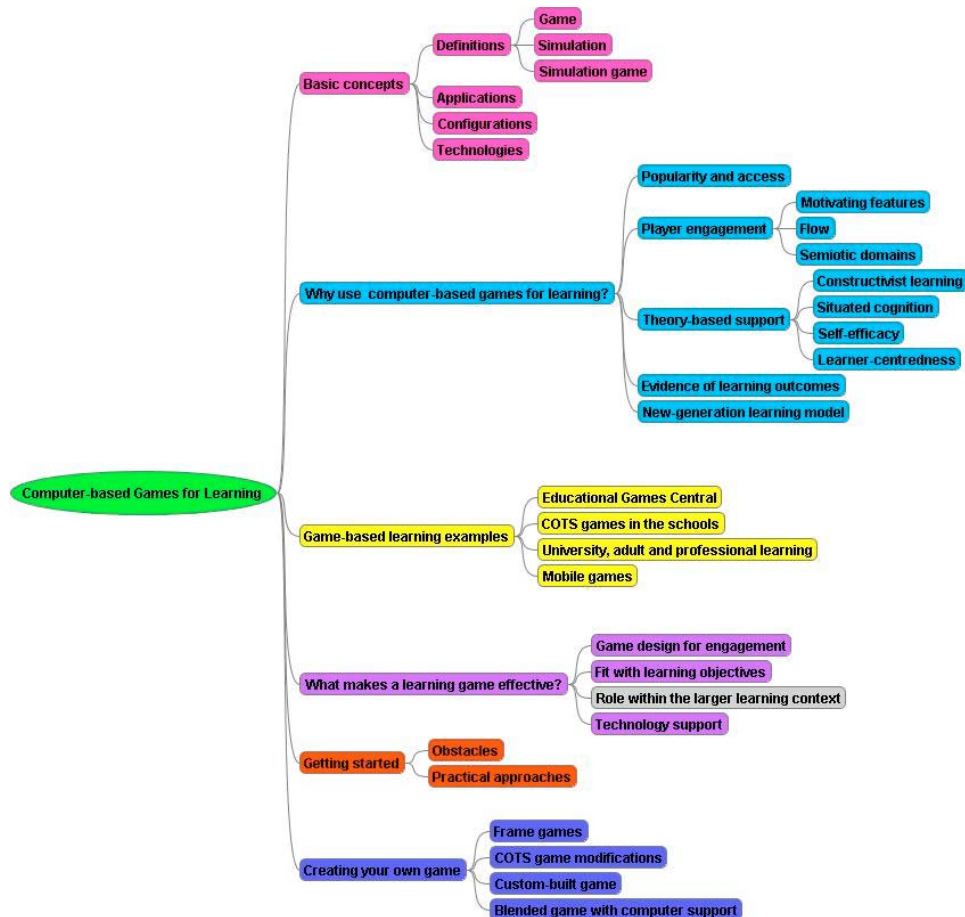 Computer-based Games for Learning
Basic concepts
Definitions
Game
Simulation
Simulation game
Applications
Configurations
Technologies
Why use computer-based games for learning?
Popularity and access
Player engagement
Motivating features
Flow
Semiotic domains
Theory-based support
Constructivist learning
Situated cognition
Self-efficacy
Learner-centredness
Evidence of learning outcomes
New-generation learning model
Game-based learning examples
Educational Games Central
COTS games in the schools
University, adult and professional learning
Mobile games
What makes a learning game effective?
Game design for engagement
Fit with learning objectives
Role within the larger learning context
Technology support
Getting started
Obstacles
Practical approaches
Creating your own game
Frame games
COTS game modifications
Custom-built game
Blended game with computer support